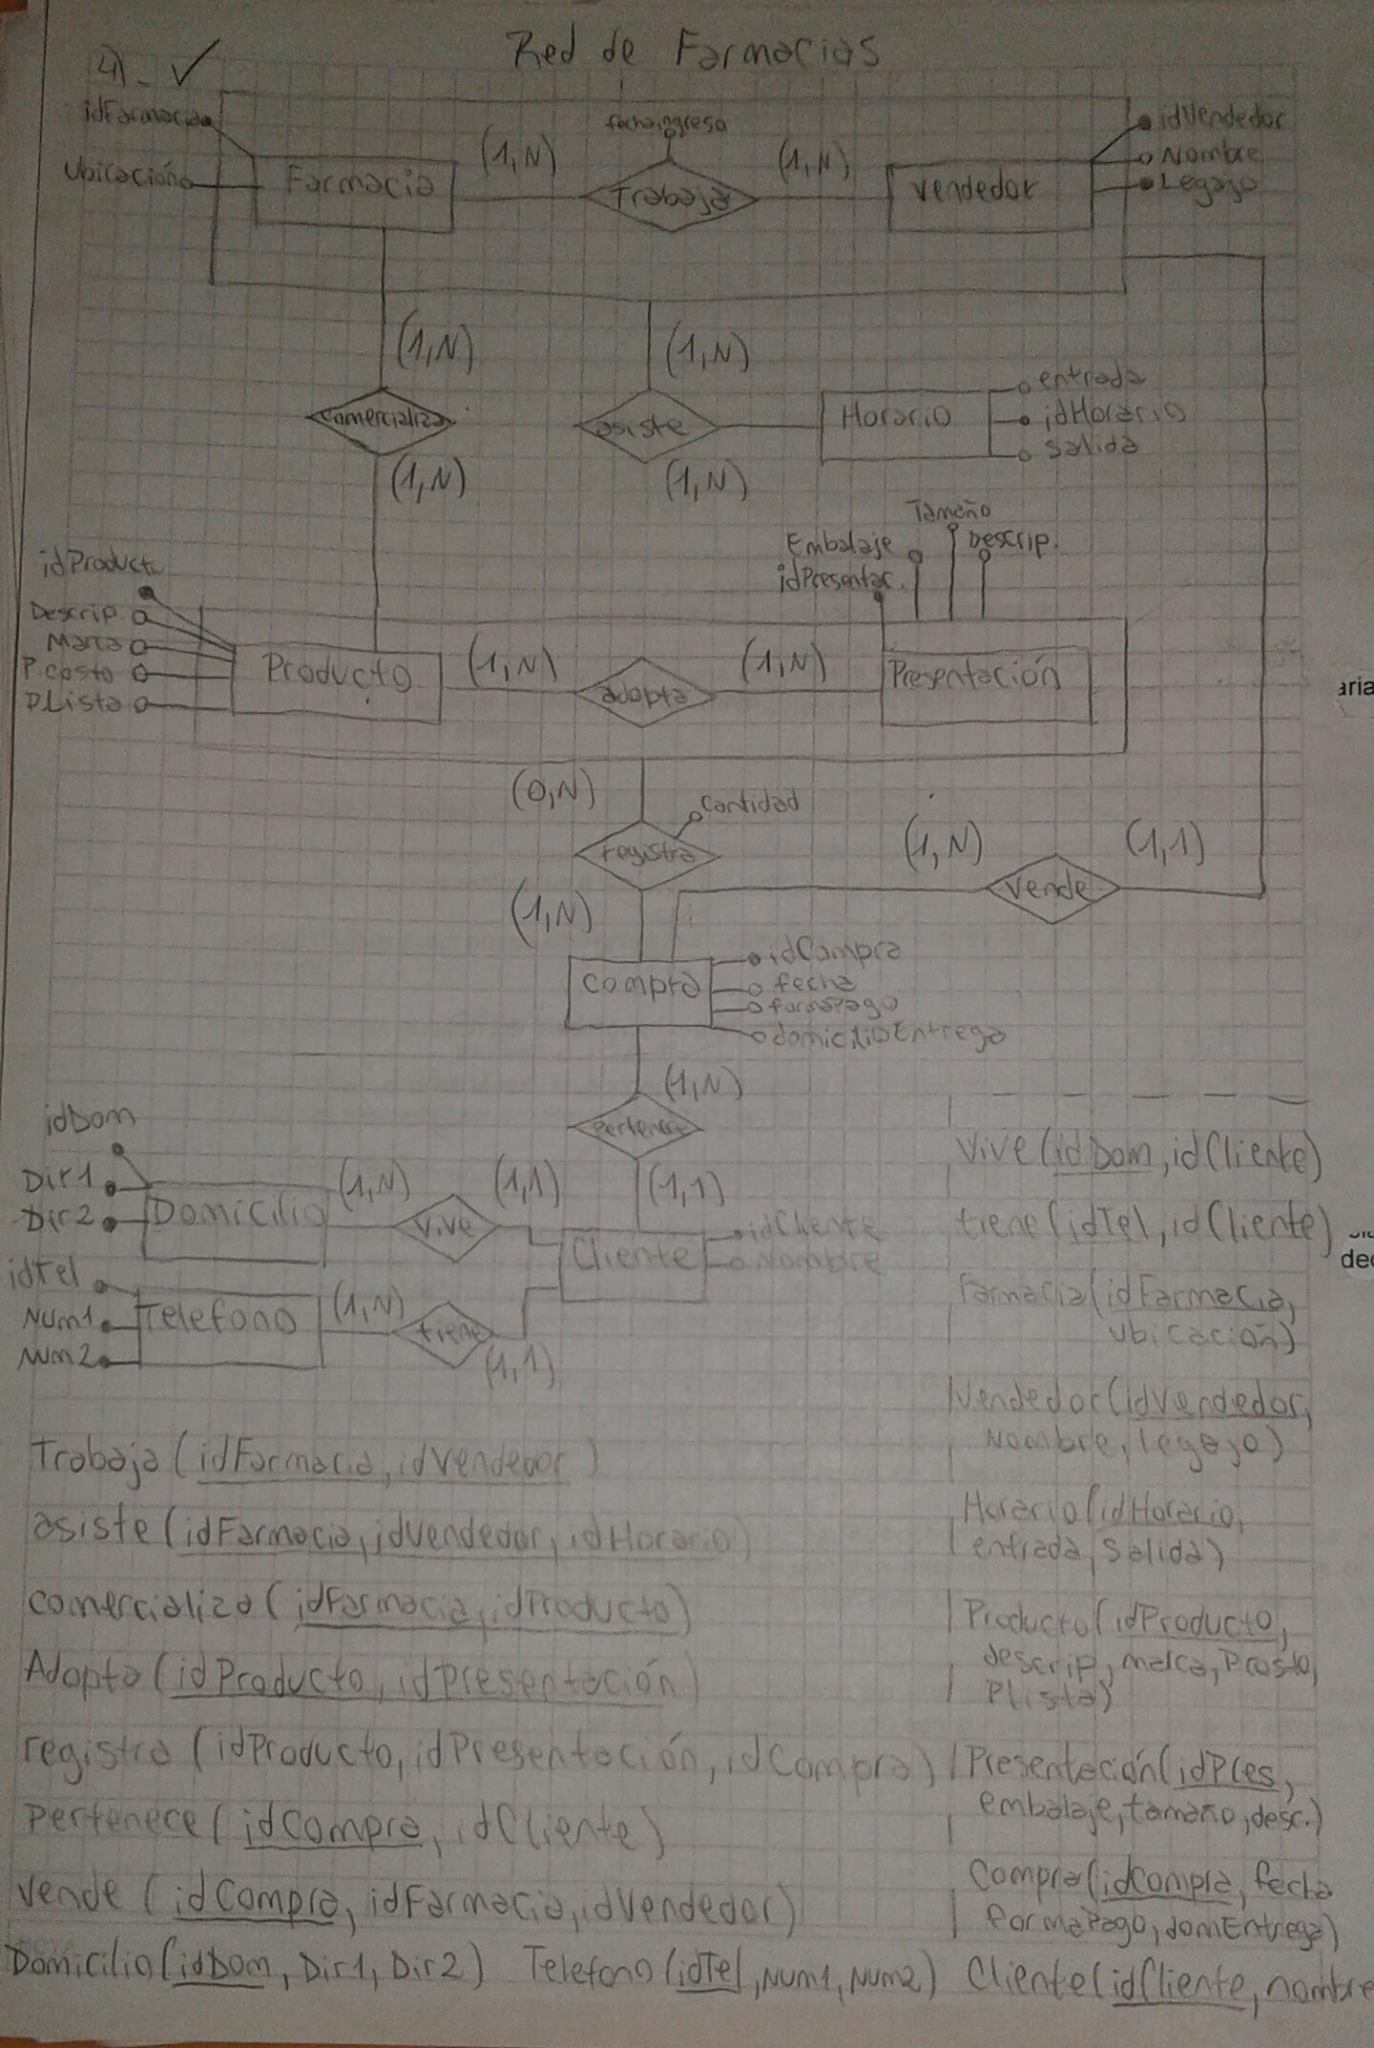 Red de Farmacias
4)-
idFarmacia
Ubicación
Farmacia
(1,N)
fechaingreso
Trabaja
(1,N)
Vendedor
idVendedor
Nombre
Legajo
(1,N)
(1,N)
comercializa
asiste
Horario
entrada
idHorario
Salida
(1,N)
(1,N)
Tamaño
Embalaje
Descrip.
idPresentac.
idProducto
Descrip.
Marca
P.costo
P.Lista
Producto
(1,N)
adopta
(1,N)
Presentación
aria
(0,N)
Cantidad
registra
(1,N)
(1,1)
vende
(1,N)
compra
idCompra
fecha
formaPago
domicilioEntrega
(1,N)
Pertenece
(1,1)
idDom
Dir1
Dir2
Domicilio
(1,N)
vive
(1,1)
Cliente
idCliente
Nombre
idTel
Num1
Num2
Telefono
(1,N)
tiene
(1,1)
Vive(idDom, idCliente)
tiene(idTel, idCliente)
dec
Farmacia(idFarmacia,
ubicación)
Vendedor(idVendedor,
Nombre, legajo)
Horario(idHorario,
entrada, salida)
Producto(idProducto,
descrip, marca, Pcosto,
Plista)
Presentación(idPres,
embalaje, tamaño, desc.)
Compra(idCompra, fecha
formaPago, domEntrega)
Cliente(idCliente, nombre
Trabaja (idFarmacia, idVendedor)
asiste (idFarmacia, idVendedor, idHorario)
comercializa (idFarmacia, idProducto)
Adopta (idProducto, idPresentación)
registra (idProducto, idPresentación, idCompra)
Pertenece (idCompra, idCliente)
vende (idCompra, idFarmacia, idVendedor)
Domicilio(idDom, Dir1, Dir2)
Telefono (idTel, Num1, Num2)